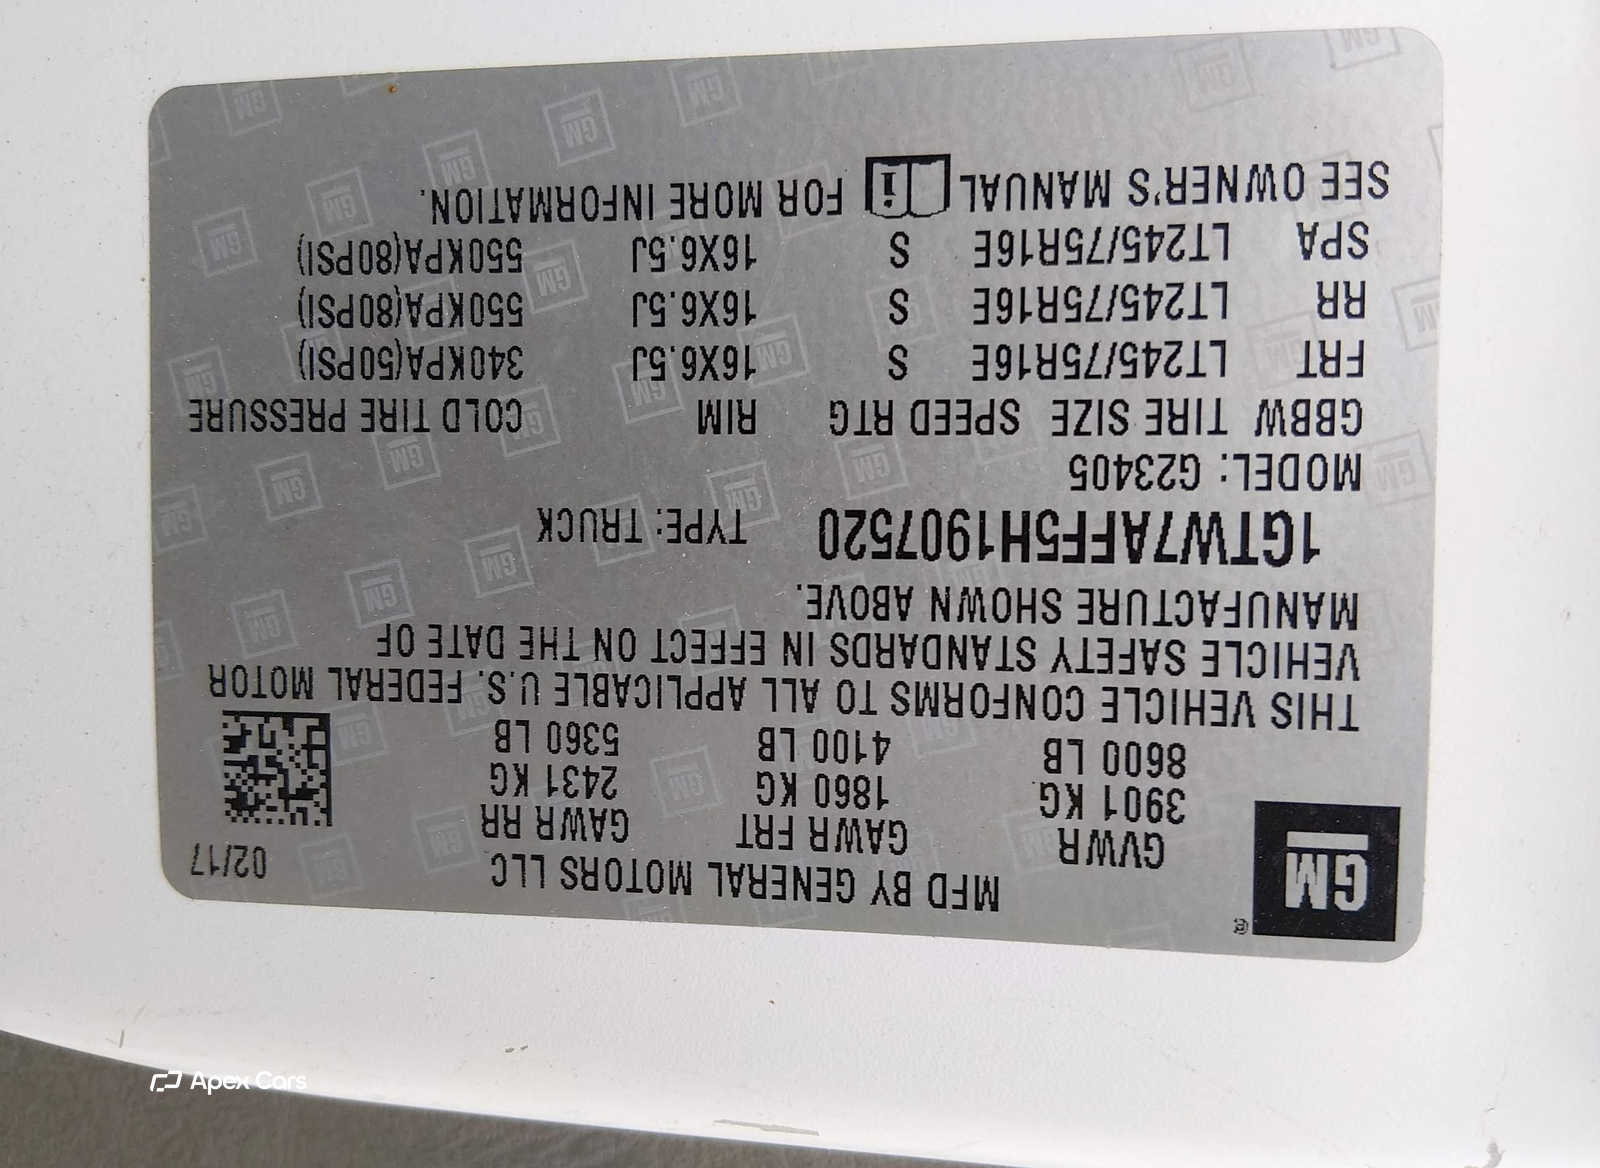 MFD BY GENERAL MOTORS LLC 02/17
GM ®
GVWR GAWR FRT GAWR RR
3901 KG 1860 KG 2431 KG
8600 LB 4100 LB 5360 LB
THIS VEHICLE CONFORMS TO ALL APPLICABLE U.S. FEDERAL MOTOR
VEHICLE SAFETY STANDARDS IN EFFECT ON THE DATE OF
MANUFACTURE SHOWN ABOVE.
1GTW7AFF5H1907520 TYPE: TRUCK
MODEL: G23405
GBBW TIRE SIZE SPEED RTG RIM COLD TIRE PRESSURE
FRT LT245/75R16E S 16X6.5J 340KPA(50PSI)
RR LT245/75R16E S 16X6.5J 550KPA(80PSI)
SPA LT245/75R16E S 16X6.5J 550KPA(80PSI)
SEE OWNER'S MANUAL i FOR MORE INFORMATION.
Apex Cars